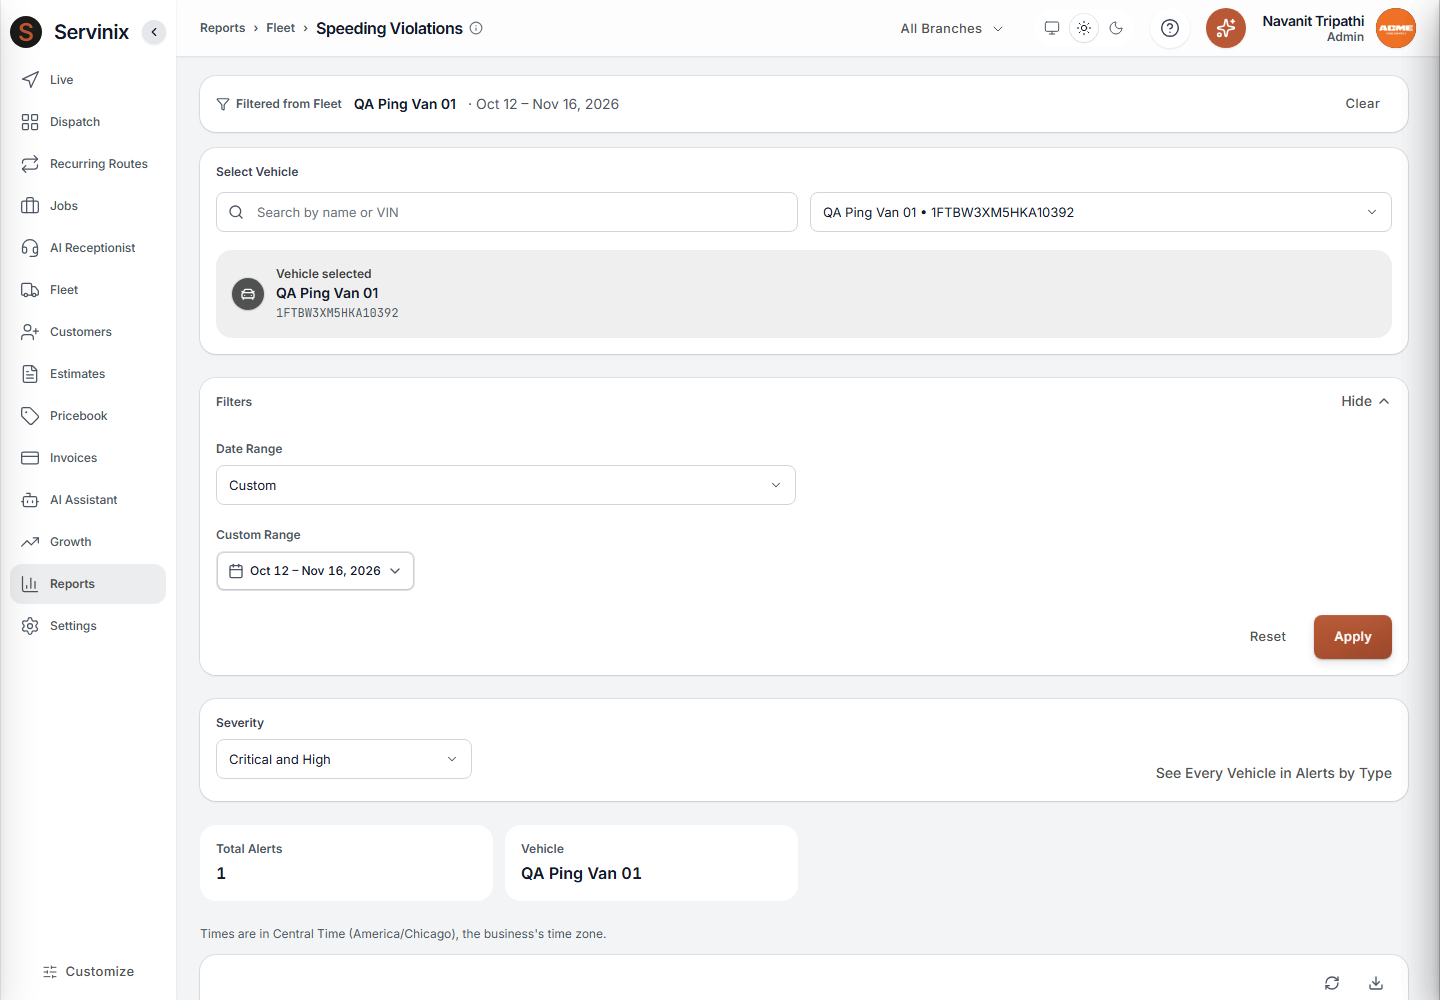 S Servinix
Live
Dispatch
Recurring Routes
Jobs
AI Receptionist
Fleet
Customers
Estimates
Pricebook
Invoices
AI Assistant
Growth
Reports
Settings
Customize
Reports › Fleet › Speeding Violations
All Branches
Navanit Tripathi
Admin
ACME
Filtered from Fleet QA Ping Van 01 · Oct 12 – Nov 16, 2026
Clear
Select Vehicle
Search by name or VIN
QA Ping Van 01 • 1FTBW3XM5HKA10392
Vehicle selected
QA Ping Van 01
1FTBW3XM5HKA10392
Filters
Hide
Date Range
Custom
Custom Range
Oct 12 – Nov 16, 2026
Reset
Apply
Severity
Critical and High
See Every Vehicle in Alerts by Type
Total Alerts
1
Vehicle
QA Ping Van 01
Times are in Central Time (America/Chicago), the business's time zone.